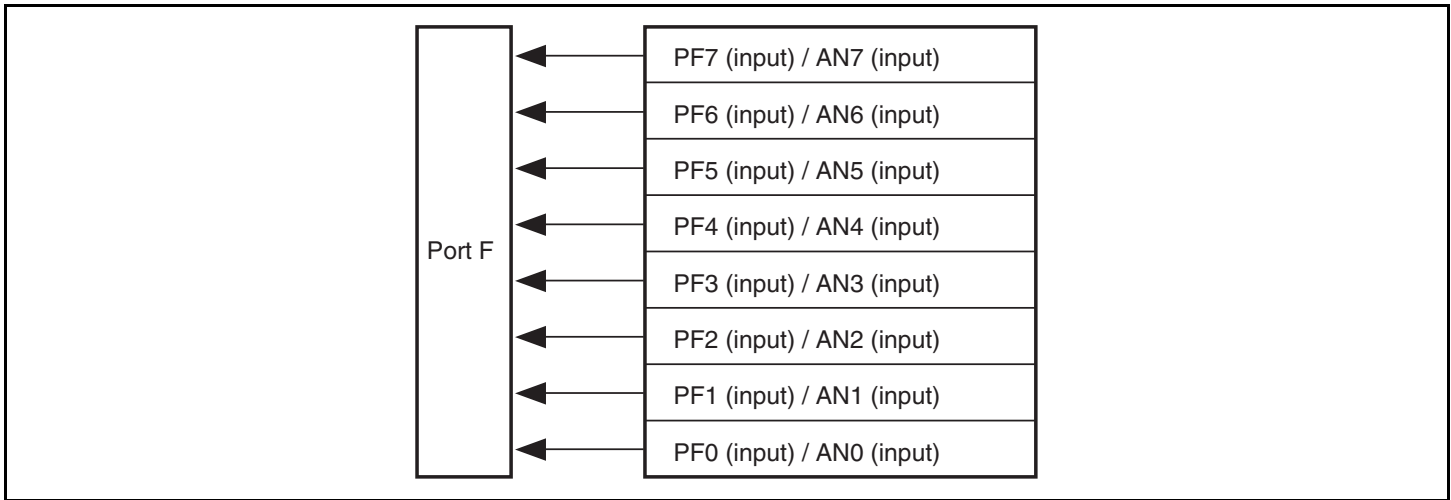 Port F
PF7 (input) / AN7 (input)
PF6 (input) / AN6 (input)
PF5 (input) / AN5 (input)
PF4 (input) / AN4 (input)
PF3 (input) / AN3 (input)
PF2 (input) / AN2 (input)
PF1 (input) / AN1 (input)
PF0 (input) / AN0 (input)